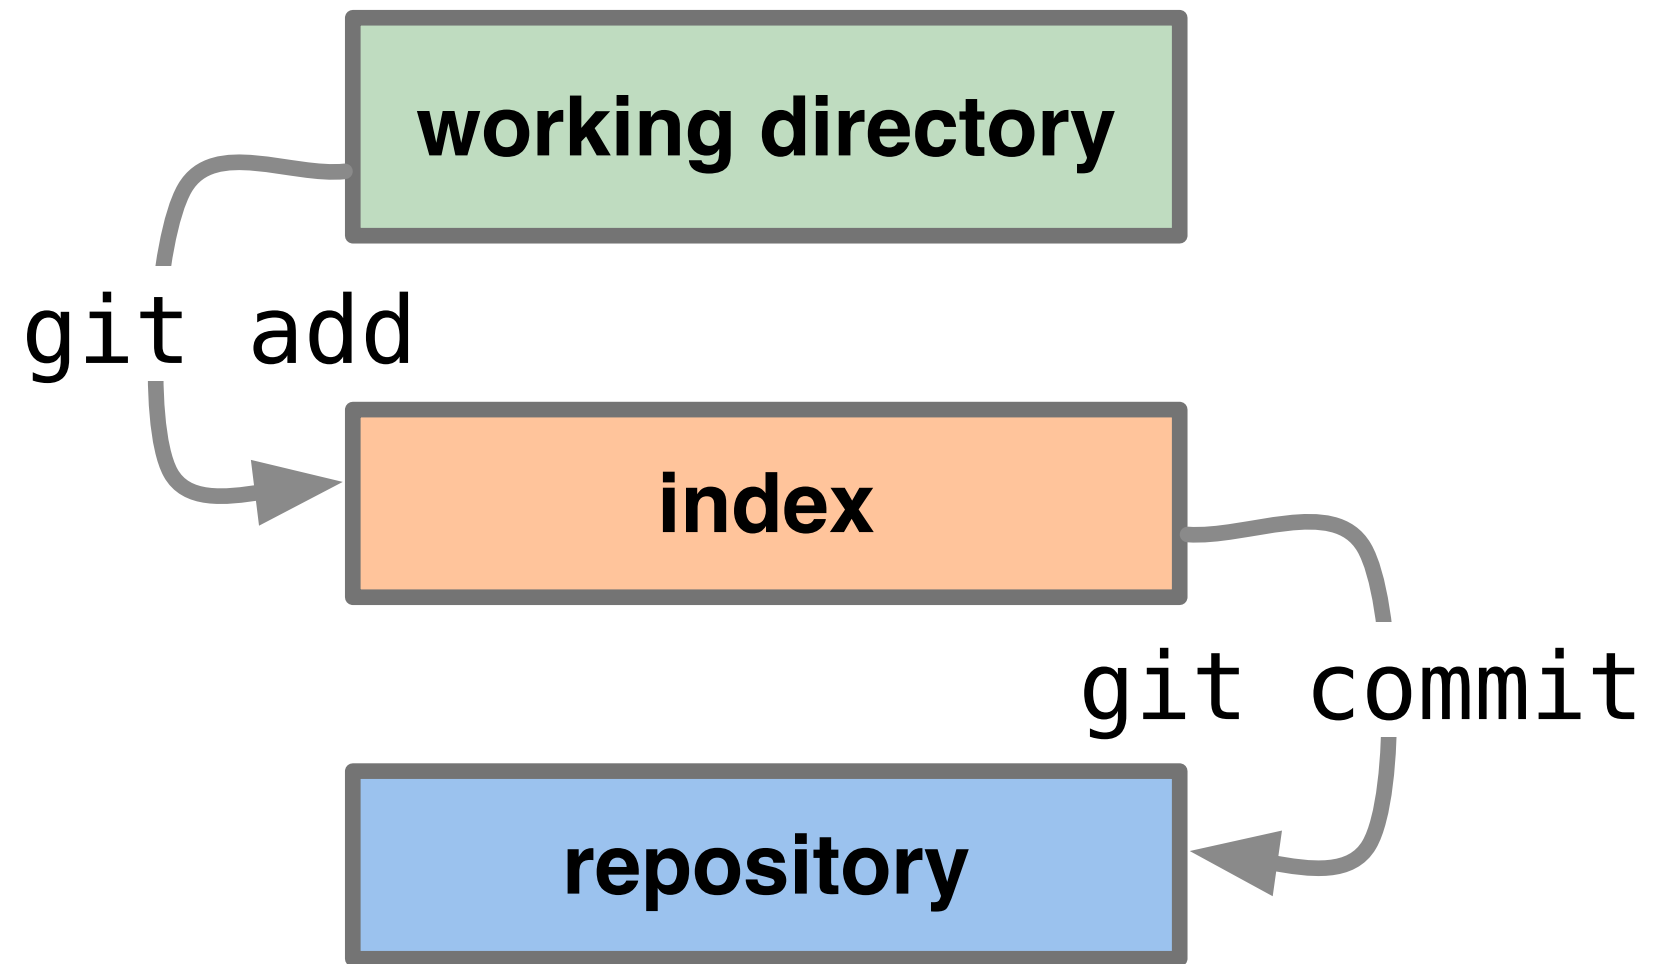 working directory
git add
index
git commit
repository